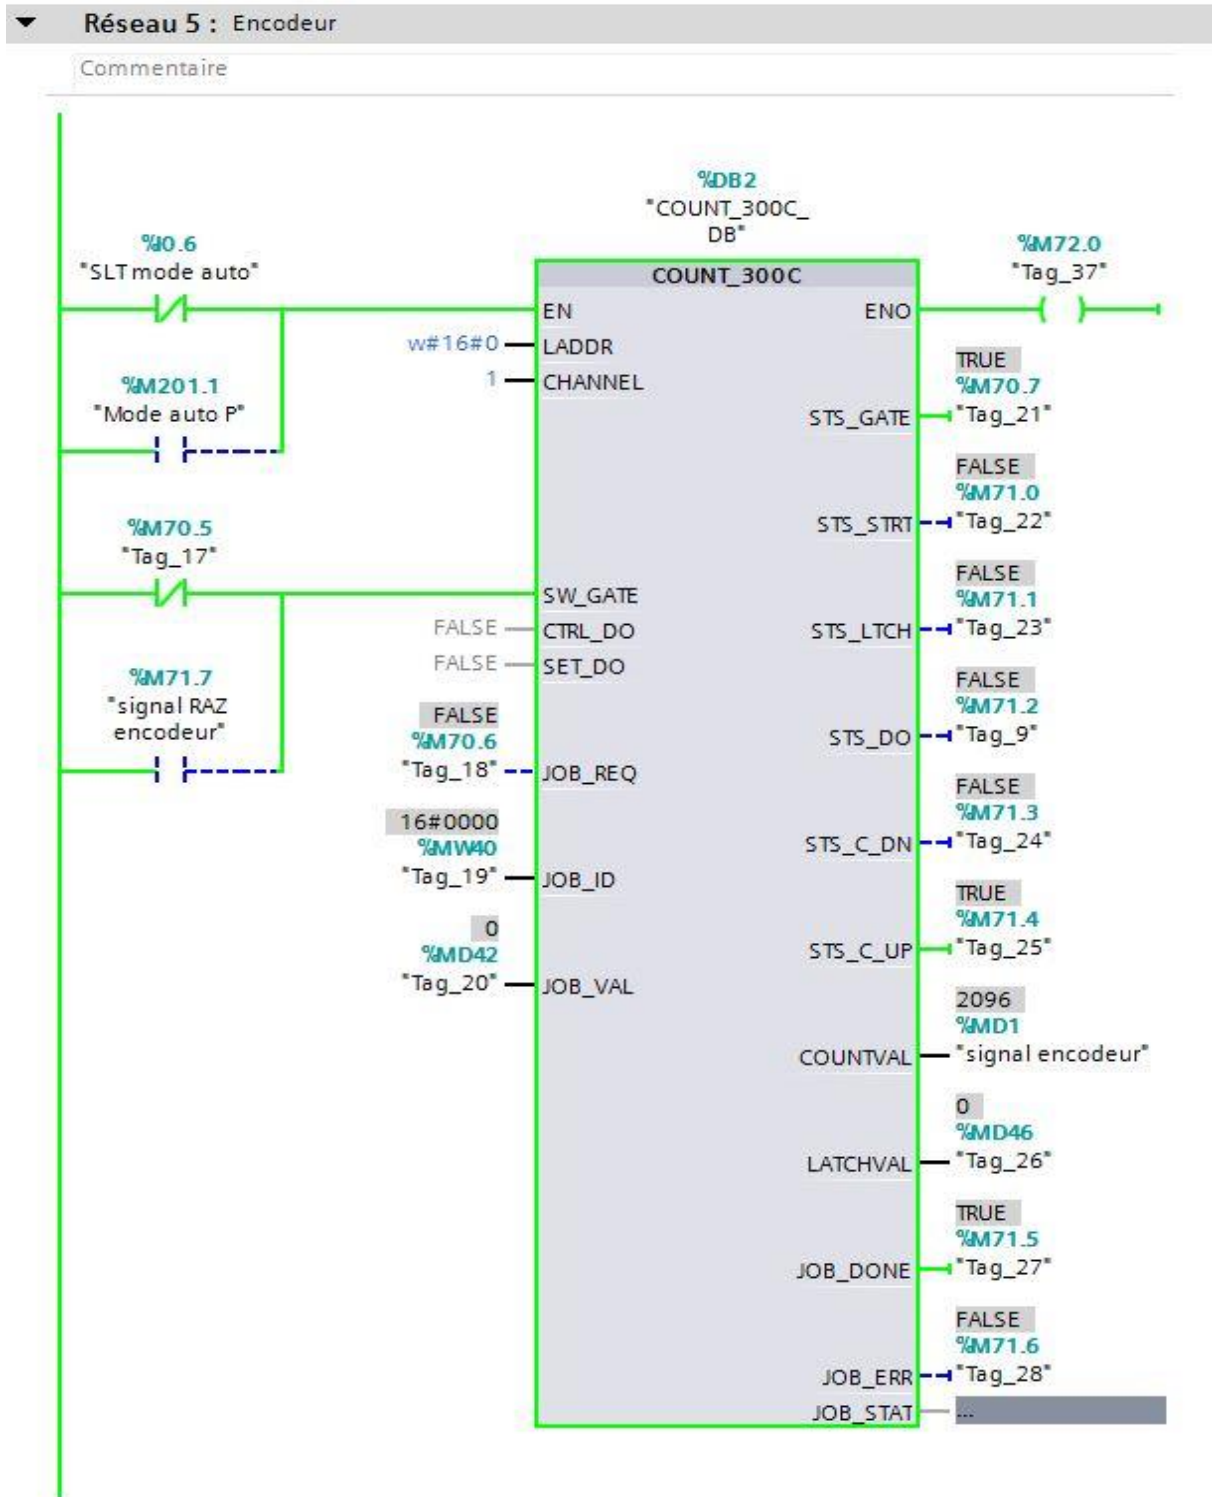 Réseau 5 : Encodeur
Commentaire
%DB2
"COUNT_300C_
DB"
%I0.6
"SLT mode auto"
%M72.0
"Tag_37"
COUNT_300C
EN
ENO
w#16#0
LADDR
1
CHANNEL
%M201.1
"Mode auto P"
TRUE
%M70.7
STS_GATE
"Tag_21"
FALSE
%M71.0
STS_STRT
"Tag_22"
%M70.5
"Tag_17"
SW_GATE
FALSE
CTRL_DO
FALSE
SET_DO
FALSE
%M71.1
STS_LTCH
"Tag_23"
%M71.7
"signal RAZ
encodeur"
FALSE
%M70.6
"Tag_18"
JOB_REQ
FALSE
%M71.2
STS_DO
"Tag_9"
16#0000
%MW40
"Tag_19"
JOB_ID
FALSE
%M71.3
STS_C_DN
"Tag_24"
0
%MD42
"Tag_20"
JOB_VAL
TRUE
%M71.4
STS_C_UP
"Tag_25"
2096
%MD1
COUNTVAL
"signal encodeur"
0
%MD46
LATCHVAL
"Tag_26"
TRUE
%M71.5
JOB_DONE
"Tag_27"
FALSE
%M71.6
JOB_ERR
"Tag_28"
JOB_STAT
...